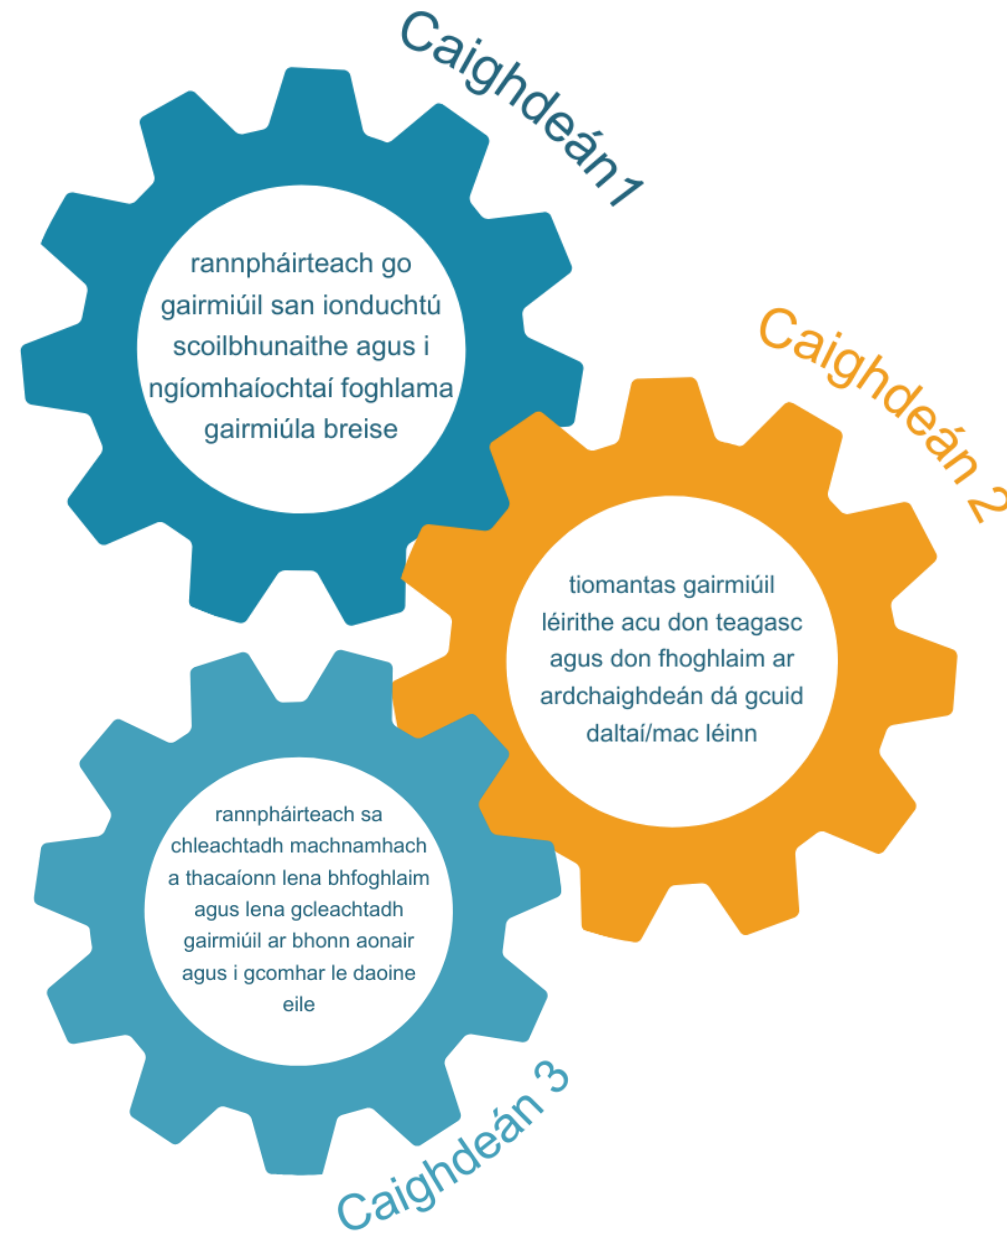 Caighdeán1
rannpháirteach go
gairmiúil san ionduchtú
scoilbhunaithe agus i
ngíomhaíochtaí foghlama
gairmiúla breise
Caighdeán 2
tiomantas gairmiúil
léirithe acu don teagasc
agus don fhoghlaim ar
ardchaighdeán dá gcuid
daltaí/mac léinn
rannpháirteach sa
chleachtadh machnamhach
a thacaíonn lena bhfoghlaim
agus lena gcleachtadh
gairmiúil ar bhonn aonair
agus i gcomhar le daoine
eile
Caighdeán 3